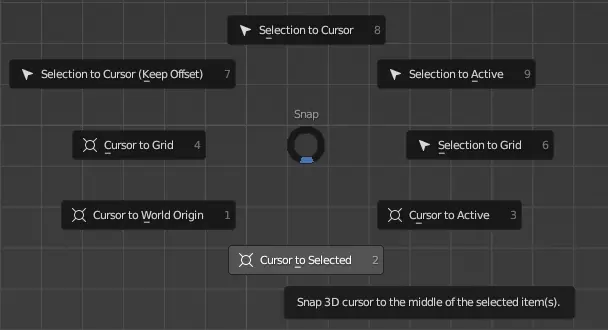 Selection to Cursor 8
Selection to Cursor (Keep Offset) 7
Selection to Active 9
Snap
Cursor to Grid 4
Selection to Grid 6
Cursor to World Origin 1
Cursor to Active 3
Cursor to Selected 2
Snap 3D cursor to the middle of the selected item(s).